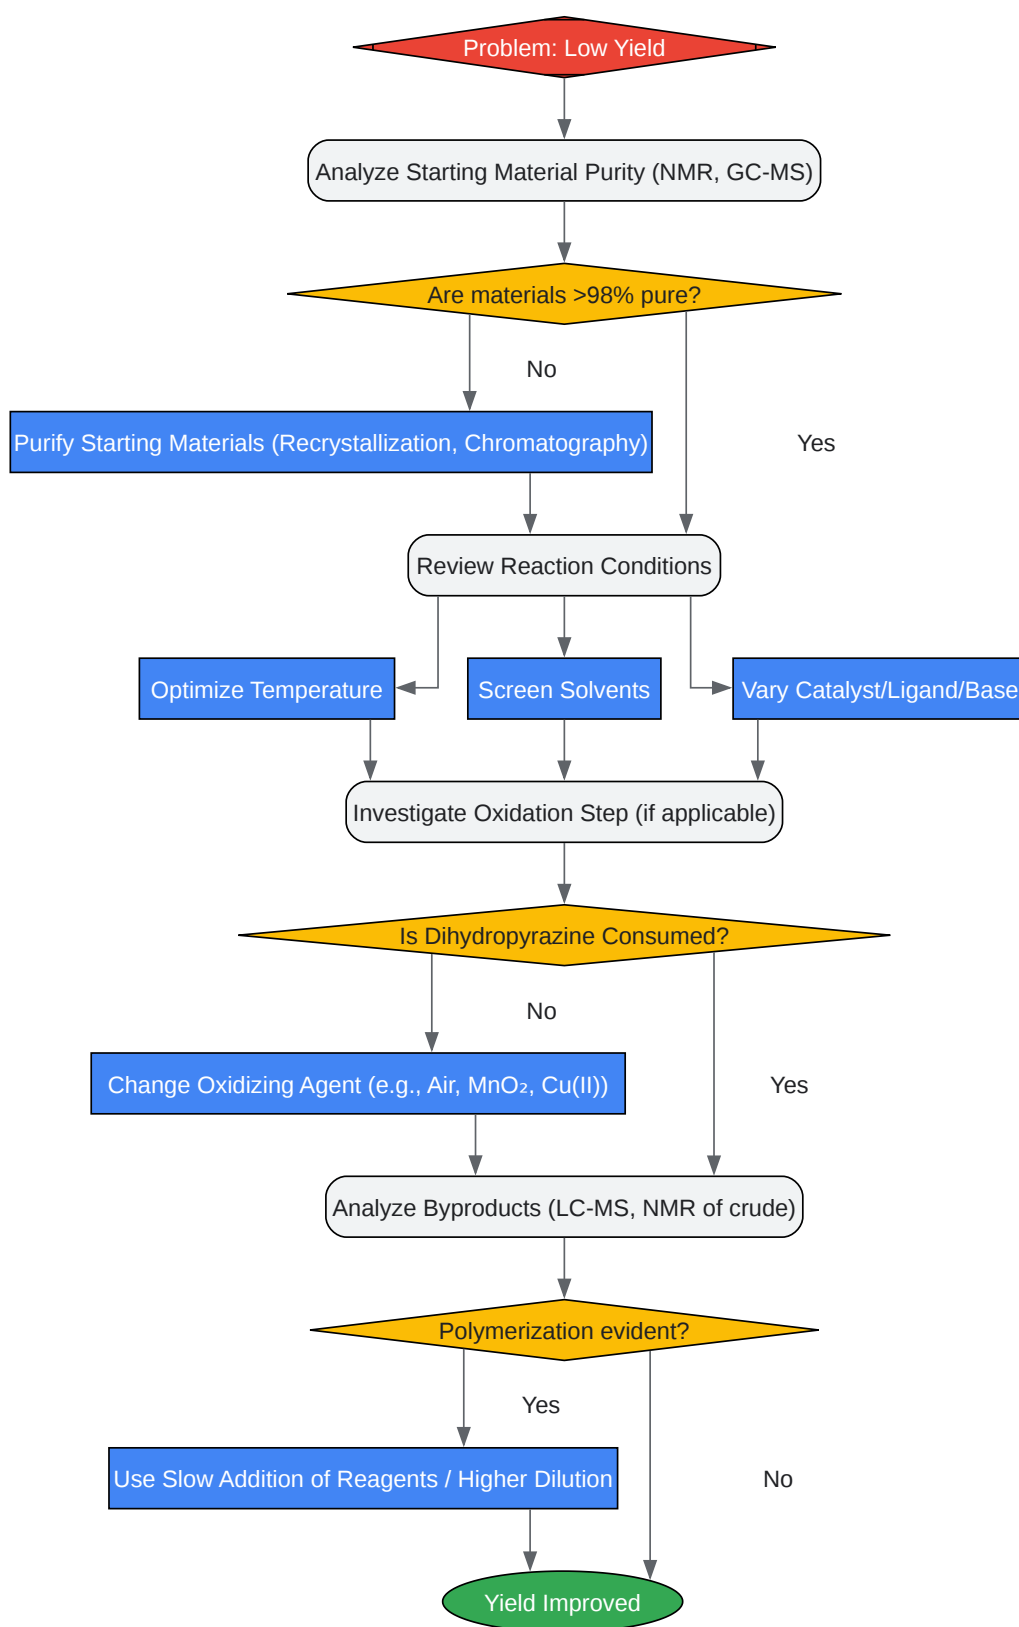 Problem: Low Yield
Analyze Starting Material Purity (NMR, GC-MS)
Are materials >98% pure?
No
Purify Starting Materials (Recrystallization, Chromatography)
Yes
Review Reaction Conditions
Optimize Temperature
Screen Solvents
Vary Catalyst/Ligand/Base
Investigate Oxidation Step (if applicable)
Is Dihydropyrazine Consumed?
No
Change Oxidizing Agent (e.g., Air, MnO₂, Cu(II))
Yes
Analyze Byproducts (LC-MS, NMR of crude)
Polymerization evident?
Yes
Use Slow Addition of Reagents / Higher Dilution
No
Yield Improved